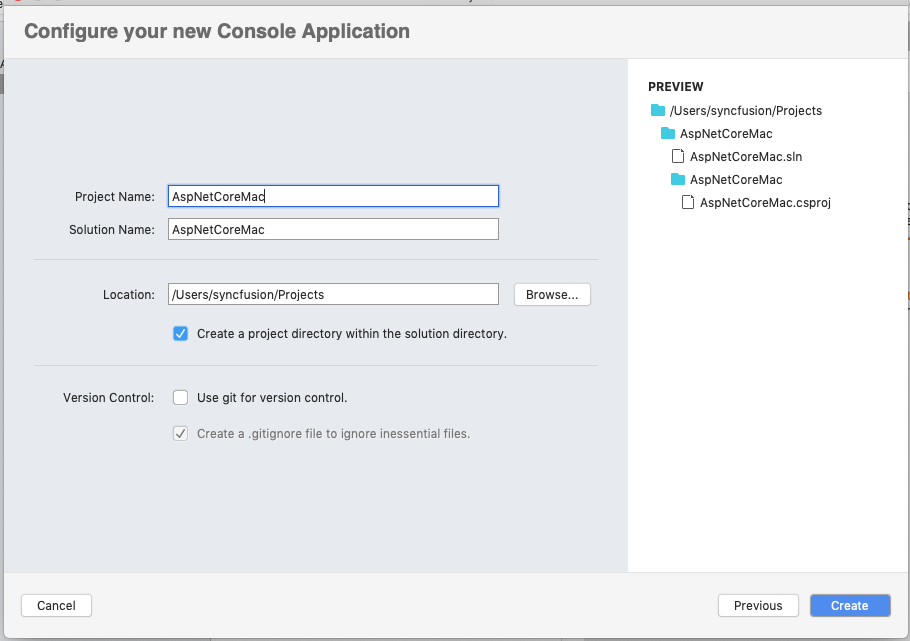 Configure your new Console Application
Project Name: AspNetCoreMac
Solution Name: AspNetCoreMac
Location: /Users/syncfusion/Projects Browse...
Create a project directory within the solution directory.
Version Control: Use git for version control.
Create a .gitignore file to ignore inessential files.
PREVIEW
/Users/syncfusion/Projects
AspNetCoreMac
AspNetCoreMac.sln
AspNetCoreMac
AspNetCoreMac.csproj
Cancel Previous Create